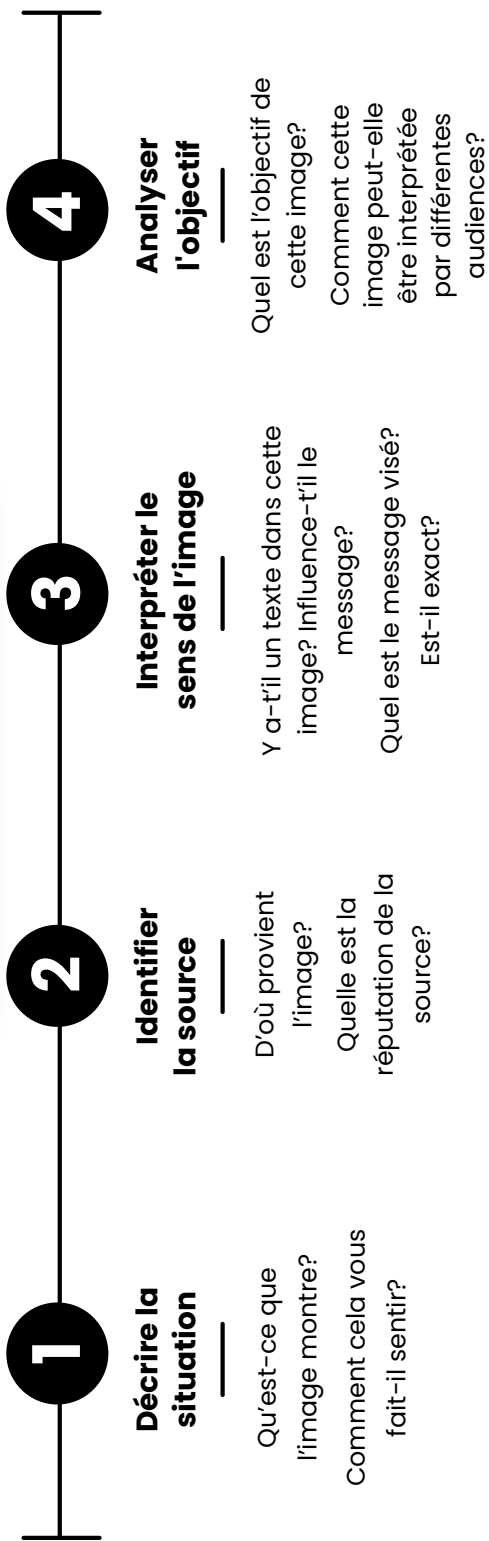 1
Décrire la
situation
Qu’est-ce que
l’image montre?
Comment cela vous
fait-il sentir?
2
Identifier
la source
D’où provient
l’image?
Quelle est la
réputation de la
source?
3
Interpréter le
sens de l’image
Y a-t’il un texte dans cette
image? Influence-t’il le
message?
Quel est le message visé?
Est-il exact?
4
Analyser
l'objectif
Quel est l’objectif de
cette image?
Comment cette
image peut-elle
être interprétée
par différentes
audiences?